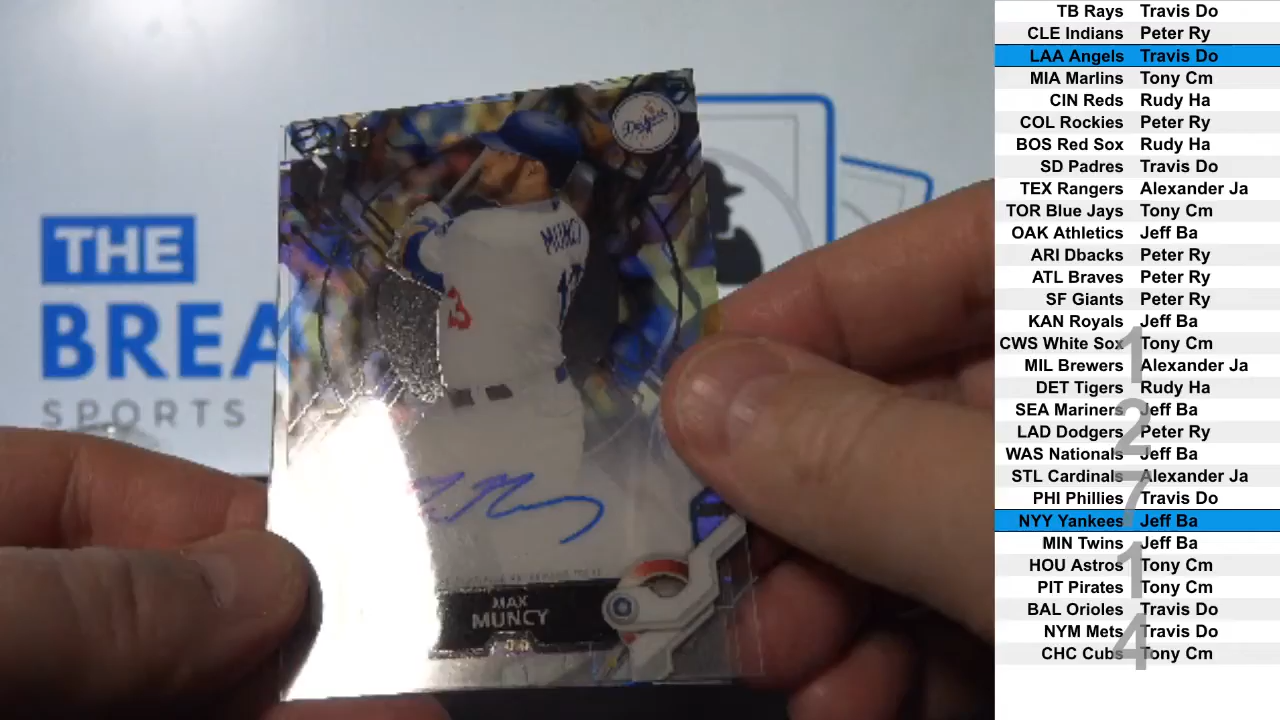 THE
BREA
SPORTS
Dodgers
MUNCY
13
MAX
MUNCY
TB Rays Travis Do
CLE Indians Peter Ry
LAA Angels Travis Do
MIA Marlins Tony Cm
CIN Reds Rudy Ha
COL Rockies Peter Ry
BOS Red Sox Rudy Ha
SD Padres Travis Do
TEX Rangers Alexander Ja
TOR Blue Jays Tony Cm
OAK Athletics Jeff Ba
ARI Dbacks Peter Ry
ATL Braves Peter Ry
SF Giants Peter Ry
KAN Royals Jeff Ba
CWS White Sox Tony Cm
MIL Brewers Alexander Ja
DET Tigers Rudy Ha
SEA Mariners Jeff Ba
LAD Dodgers Peter Ry
WAS Nationals Jeff Ba
STL Cardinals Alexander Ja
PHI Phillies Travis Do
NYY Yankees Jeff Ba
MIN Twins Jeff Ba
HOU Astros Tony Cm
PIT Pirates Tony Cm
BAL Orioles Travis Do
NYM Mets Travis Do
CHC Cubs Tony Cm
1
2
7
1
4